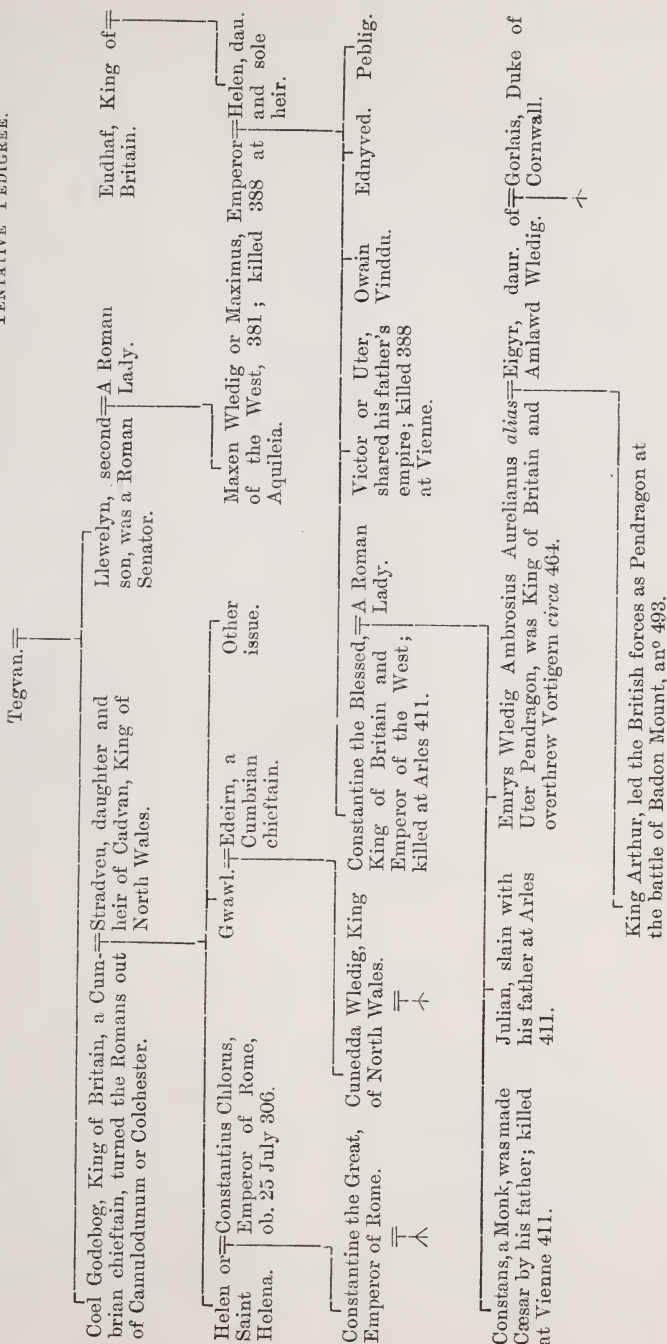 TENTATIVE PEDIGREE.
Tegvan.
Coel Godebog, King of Britain, a Cum-
brian chieftain, turned the Romans out
of Camulodunum or Colchester.
Stradveu, daughter and
heir of Cadvan, King of
North Wales.
Llewelyn, second
son, was a Roman
Senator.
A Roman
Lady.
Eudhaf, King of
Britain.
Helen or
Saint
Helena.
Constantius Chlorus,
Emperor of Rome,
ob. 25 July 306.
Gwawl.
Edeirn, a
Cumbrian
chieftain.
Other
issue.
Maxen Wledig or Maximus, Emperor
of the West, 381; killed 388 at
Aquileia.
Helen, dau.
and sole
heir.
Constantine the Great,
Emperor of Rome.
Cunedda Wledig, King
of North Wales.
Constantine the Blessed,
King of Britain and
Emperor of the West;
killed at Arles 411.
A Roman
Lady.
Victor or Uter,
shared his father's
empire; killed 388
at Vienne.
Owain
Vinddu.
Ednyved.
Peblig.
Constans, a Monk, was made
Cæsar by his father; killed
at Vienne 411.
Julian, slain with
his father at Arles
411.
Emrys Wledig Ambrosius Aurelianus alias
Uter Pendragon, was King of Britain and
overthrew Vortigern circa 464.
Eigyr, daur. of
Amlawd Wledig.
Gorlais, Duke of
Cornwall.
King Arthur, led the British forces as Pendragon at
the battle of Badon Mount, anº 493.